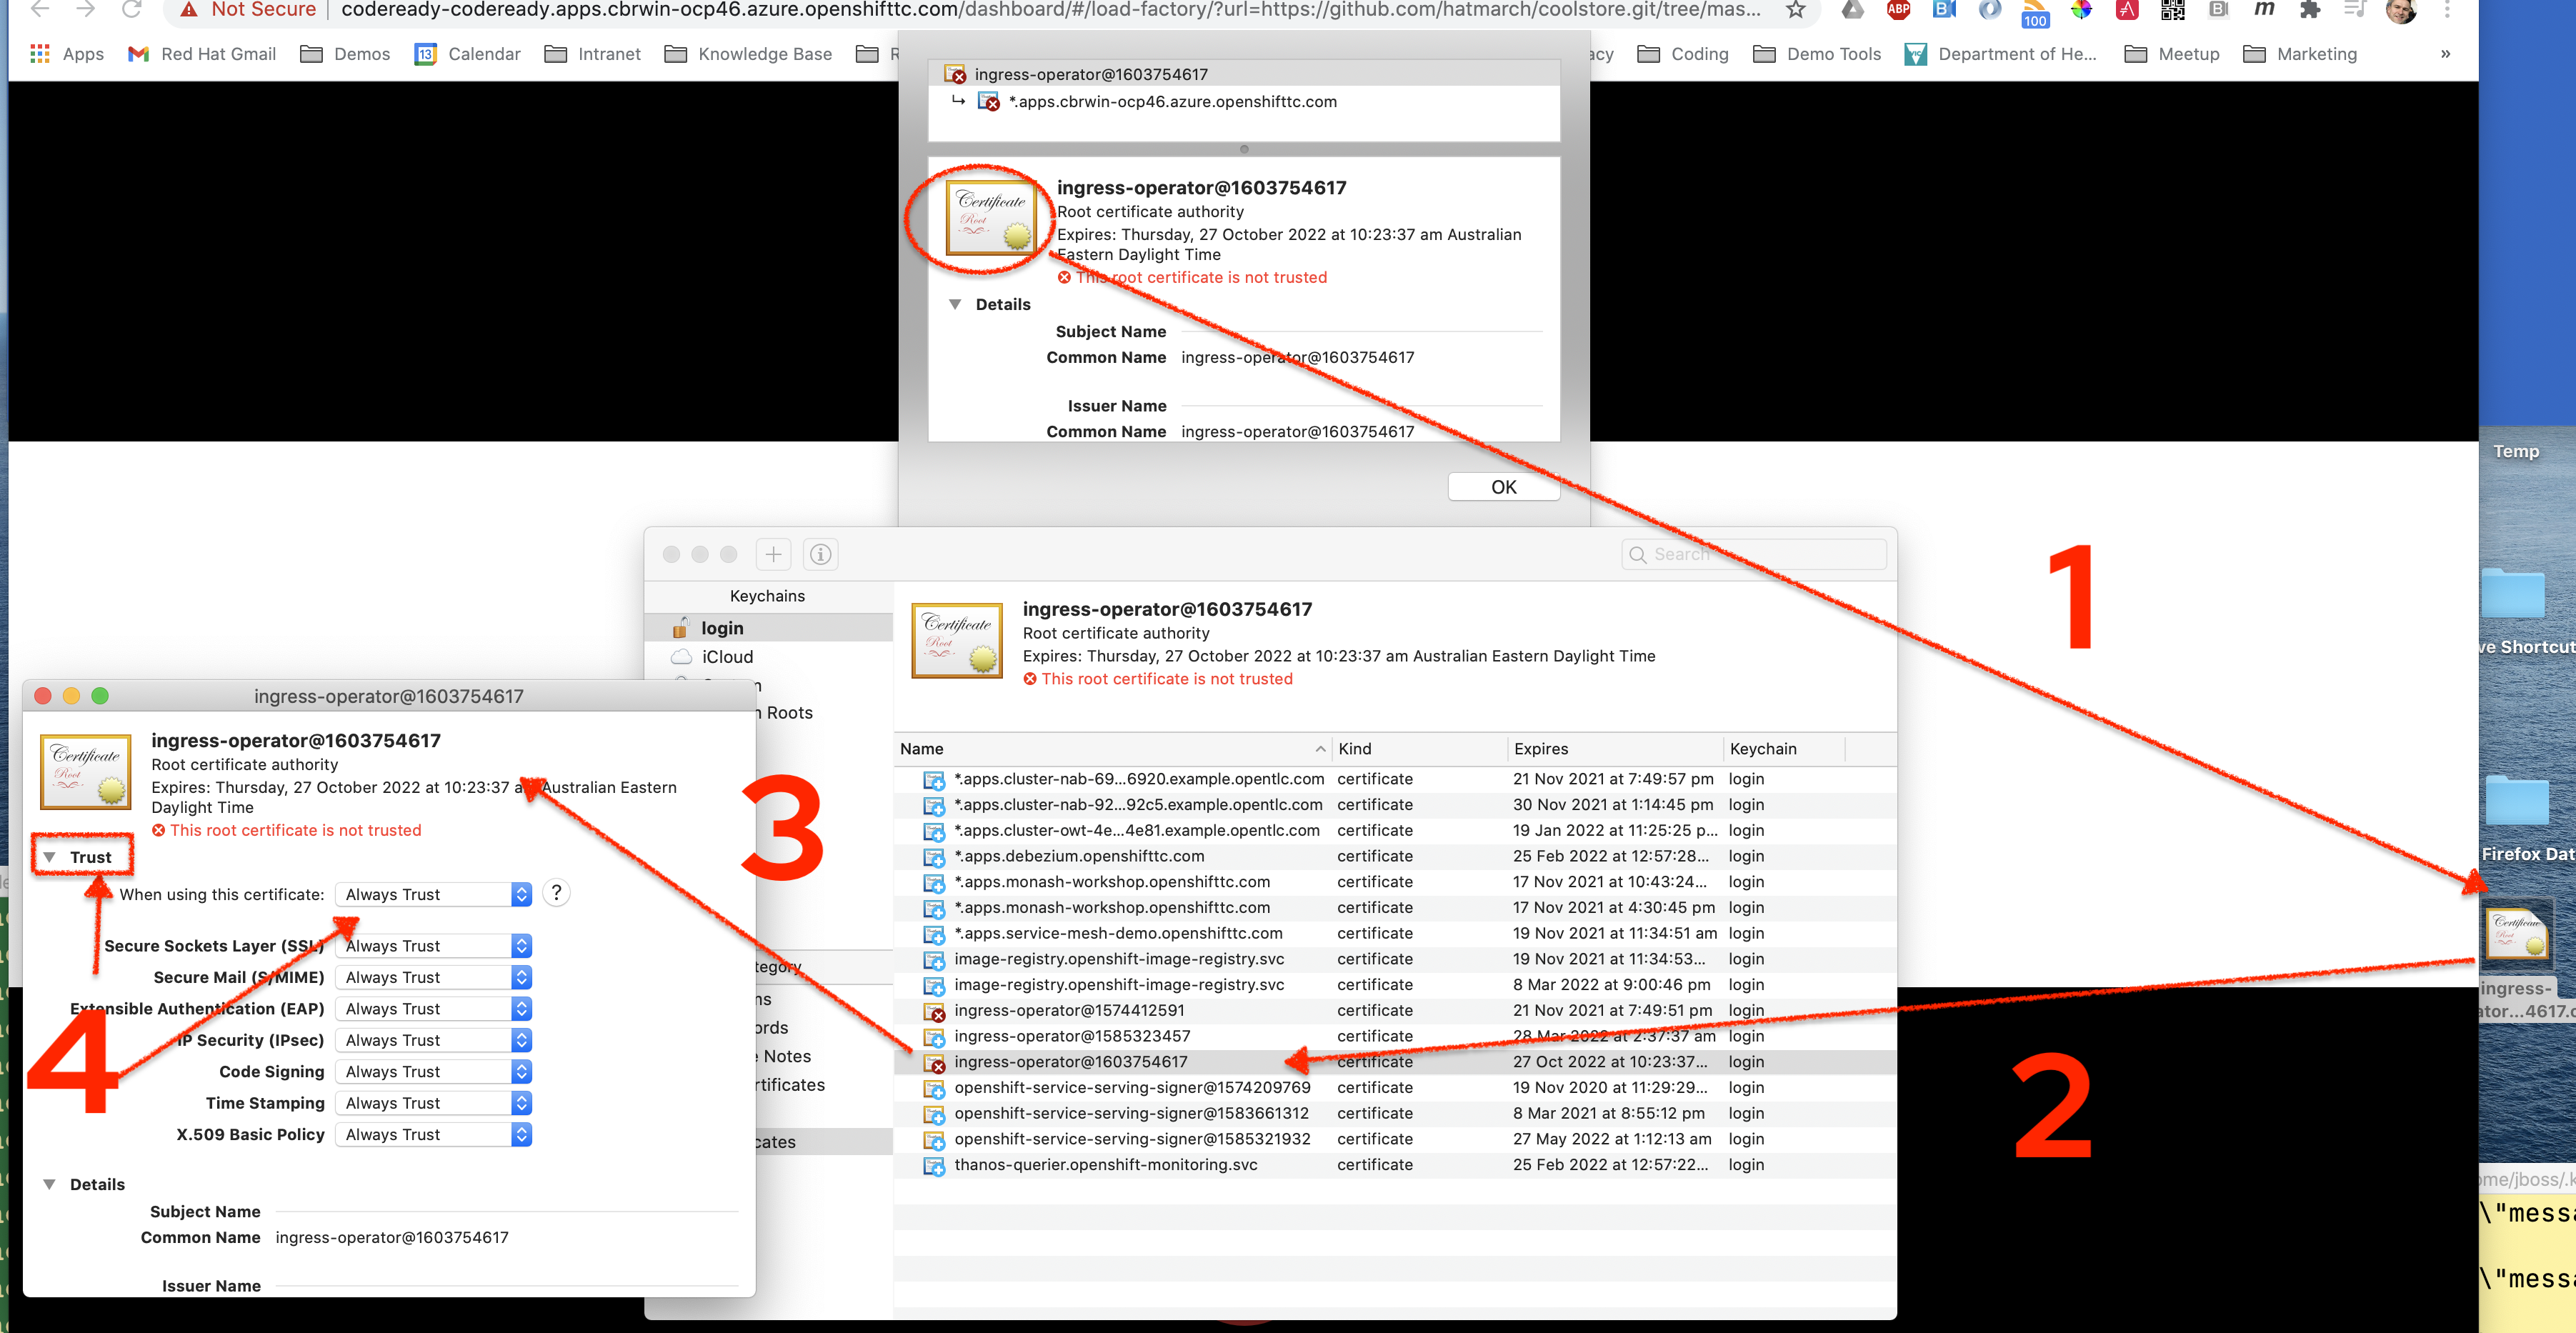 Not Secure | codeready-codeready.apps.cbrwin-ocp46.azure.openshifttc.com/dashboard/#/load-factory/?url=https://github.com/hatmarch/coolstore.git/tree/mas...
ABP
100
Apps
Red Hat Gmail
Demos
13 Calendar
Intranet
Knowledge Base
Coding
Demo Tools
Department of He...
Meetup
Marketing
»
ingress-operator@1603754617
*.apps.cbrwin-ocp46.azure.openshifttc.com
Certificate
Root
ingress-operator@1603754617
Root certificate authority
Expires: Thursday, 27 October 2022 at 10:23:37 am Australian
Eastern Daylight Time
This root certificate is not trusted
Details
Subject Name
Common Name ingress-operator@1603754617
Issuer Name
Common Name ingress-operator@1603754617
OK
Search
Keychains
login
iCloud
Roots
Certificate
Root
ingress-operator@1603754617
Root certificate authority
Expires: Thursday, 27 October 2022 at 10:23:37 am Australian Eastern Daylight Time
This root certificate is not trusted
Name Kind Expires Keychain
*.apps.cluster-nab-69...6920.example.opentlc.com certificate 21 Nov 2021 at 7:49:57 pm login
*.apps.cluster-nab-92...92c5.example.opentlc.com certificate 30 Nov 2021 at 1:14:45 pm login
*.apps.cluster-owt-4e...4e81.example.opentlc.com certificate 19 Jan 2022 at 11:25:25 p... login
*.apps.debezium.openshifttc.com certificate 25 Feb 2022 at 12:57:28... login
*.apps.monash-workshop.openshifttc.com certificate 17 Nov 2021 at 10:43:24... login
*.apps.monash-workshop.openshifttc.com certificate 17 Nov 2021 at 4:30:45 pm login
*.apps.service-mesh-demo.openshifttc.com certificate 19 Nov 2021 at 11:34:51 am login
image-registry.openshift-image-registry.svc certificate 19 Nov 2021 at 11:34:53... login
image-registry.openshift-image-registry.svc certificate 8 Mar 2022 at 9:00:46 pm login
ingress-operator@1574412591 certificate 21 Nov 2021 at 7:49:51 pm login
ingress-operator@1585323457 certificate 28 Mar 2022 at 2:37:37 am login
ingress-operator@1603754617 certificate 27 Oct 2022 at 10:23:37... login
openshift-service-serving-signer@1574209769 certificate 19 Nov 2020 at 11:29:29... login
openshift-service-serving-signer@1583661312 certificate 8 Mar 2021 at 8:55:12 pm login
openshift-service-serving-signer@1585321932 certificate 27 May 2022 at 1:12:13 am login
thanos-querier.openshift-monitoring.svc certificate 25 Feb 2022 at 12:57:22... login
tegory
ords
Notes
rtificates
cates
ingress-operator@1603754617
Certificate
Root
ingress-operator@1603754617
Root certificate authority
Expires: Thursday, 27 October 2022 at 10:23:37 a Australian Eastern
Daylight Time
This root certificate is not trusted
Trust
When using this certificate: Always Trust ?
Secure Sockets Layer (SSL) Always Trust
Secure Mail (S/MIME) Always Trust
Extensible Authentication (EAP) Always Trust
IP Security (IPsec) Always Trust
Code Signing Always Trust
Time Stamping Always Trust
X.509 Basic Policy Always Trust
Details
Subject Name
Common Name ingress-operator@1603754617
Issuer Name
1
2
3
4
Temp
ve Shortcut
Firefox Dat
Certificate
Root
ingress-
ator...4617.c
ome/jboss/.k
\"messa
\"messa